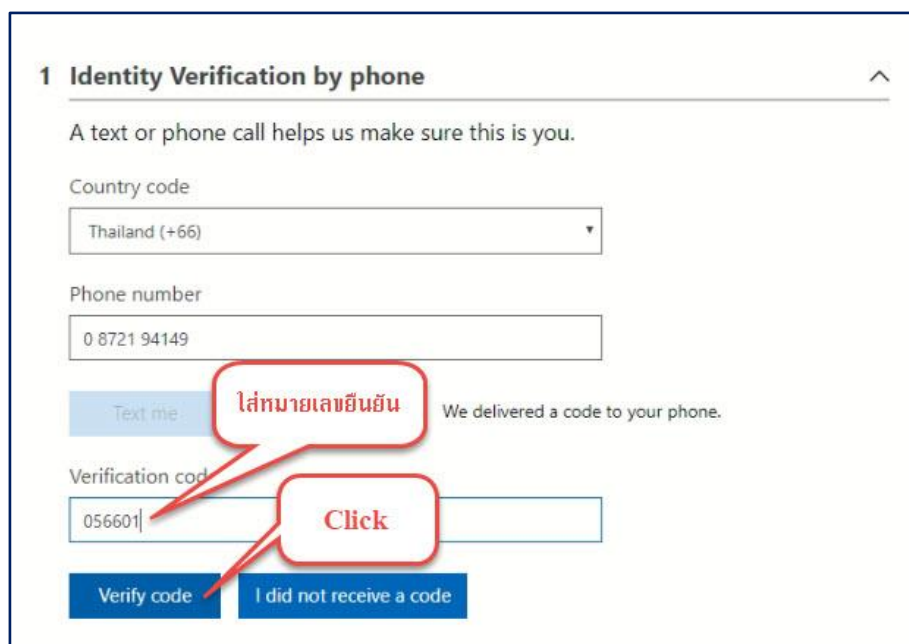 1 Identity Verification by phone
A text or phone call helps us make sure this is you.
Country code
Thailand (+66)
Phone number
0 8721 94149
Text me
ใส่หมายเลขยืนยัน
We delivered a code to your phone.
Verification cod
056601
Click
Verify code
I did not receive a code